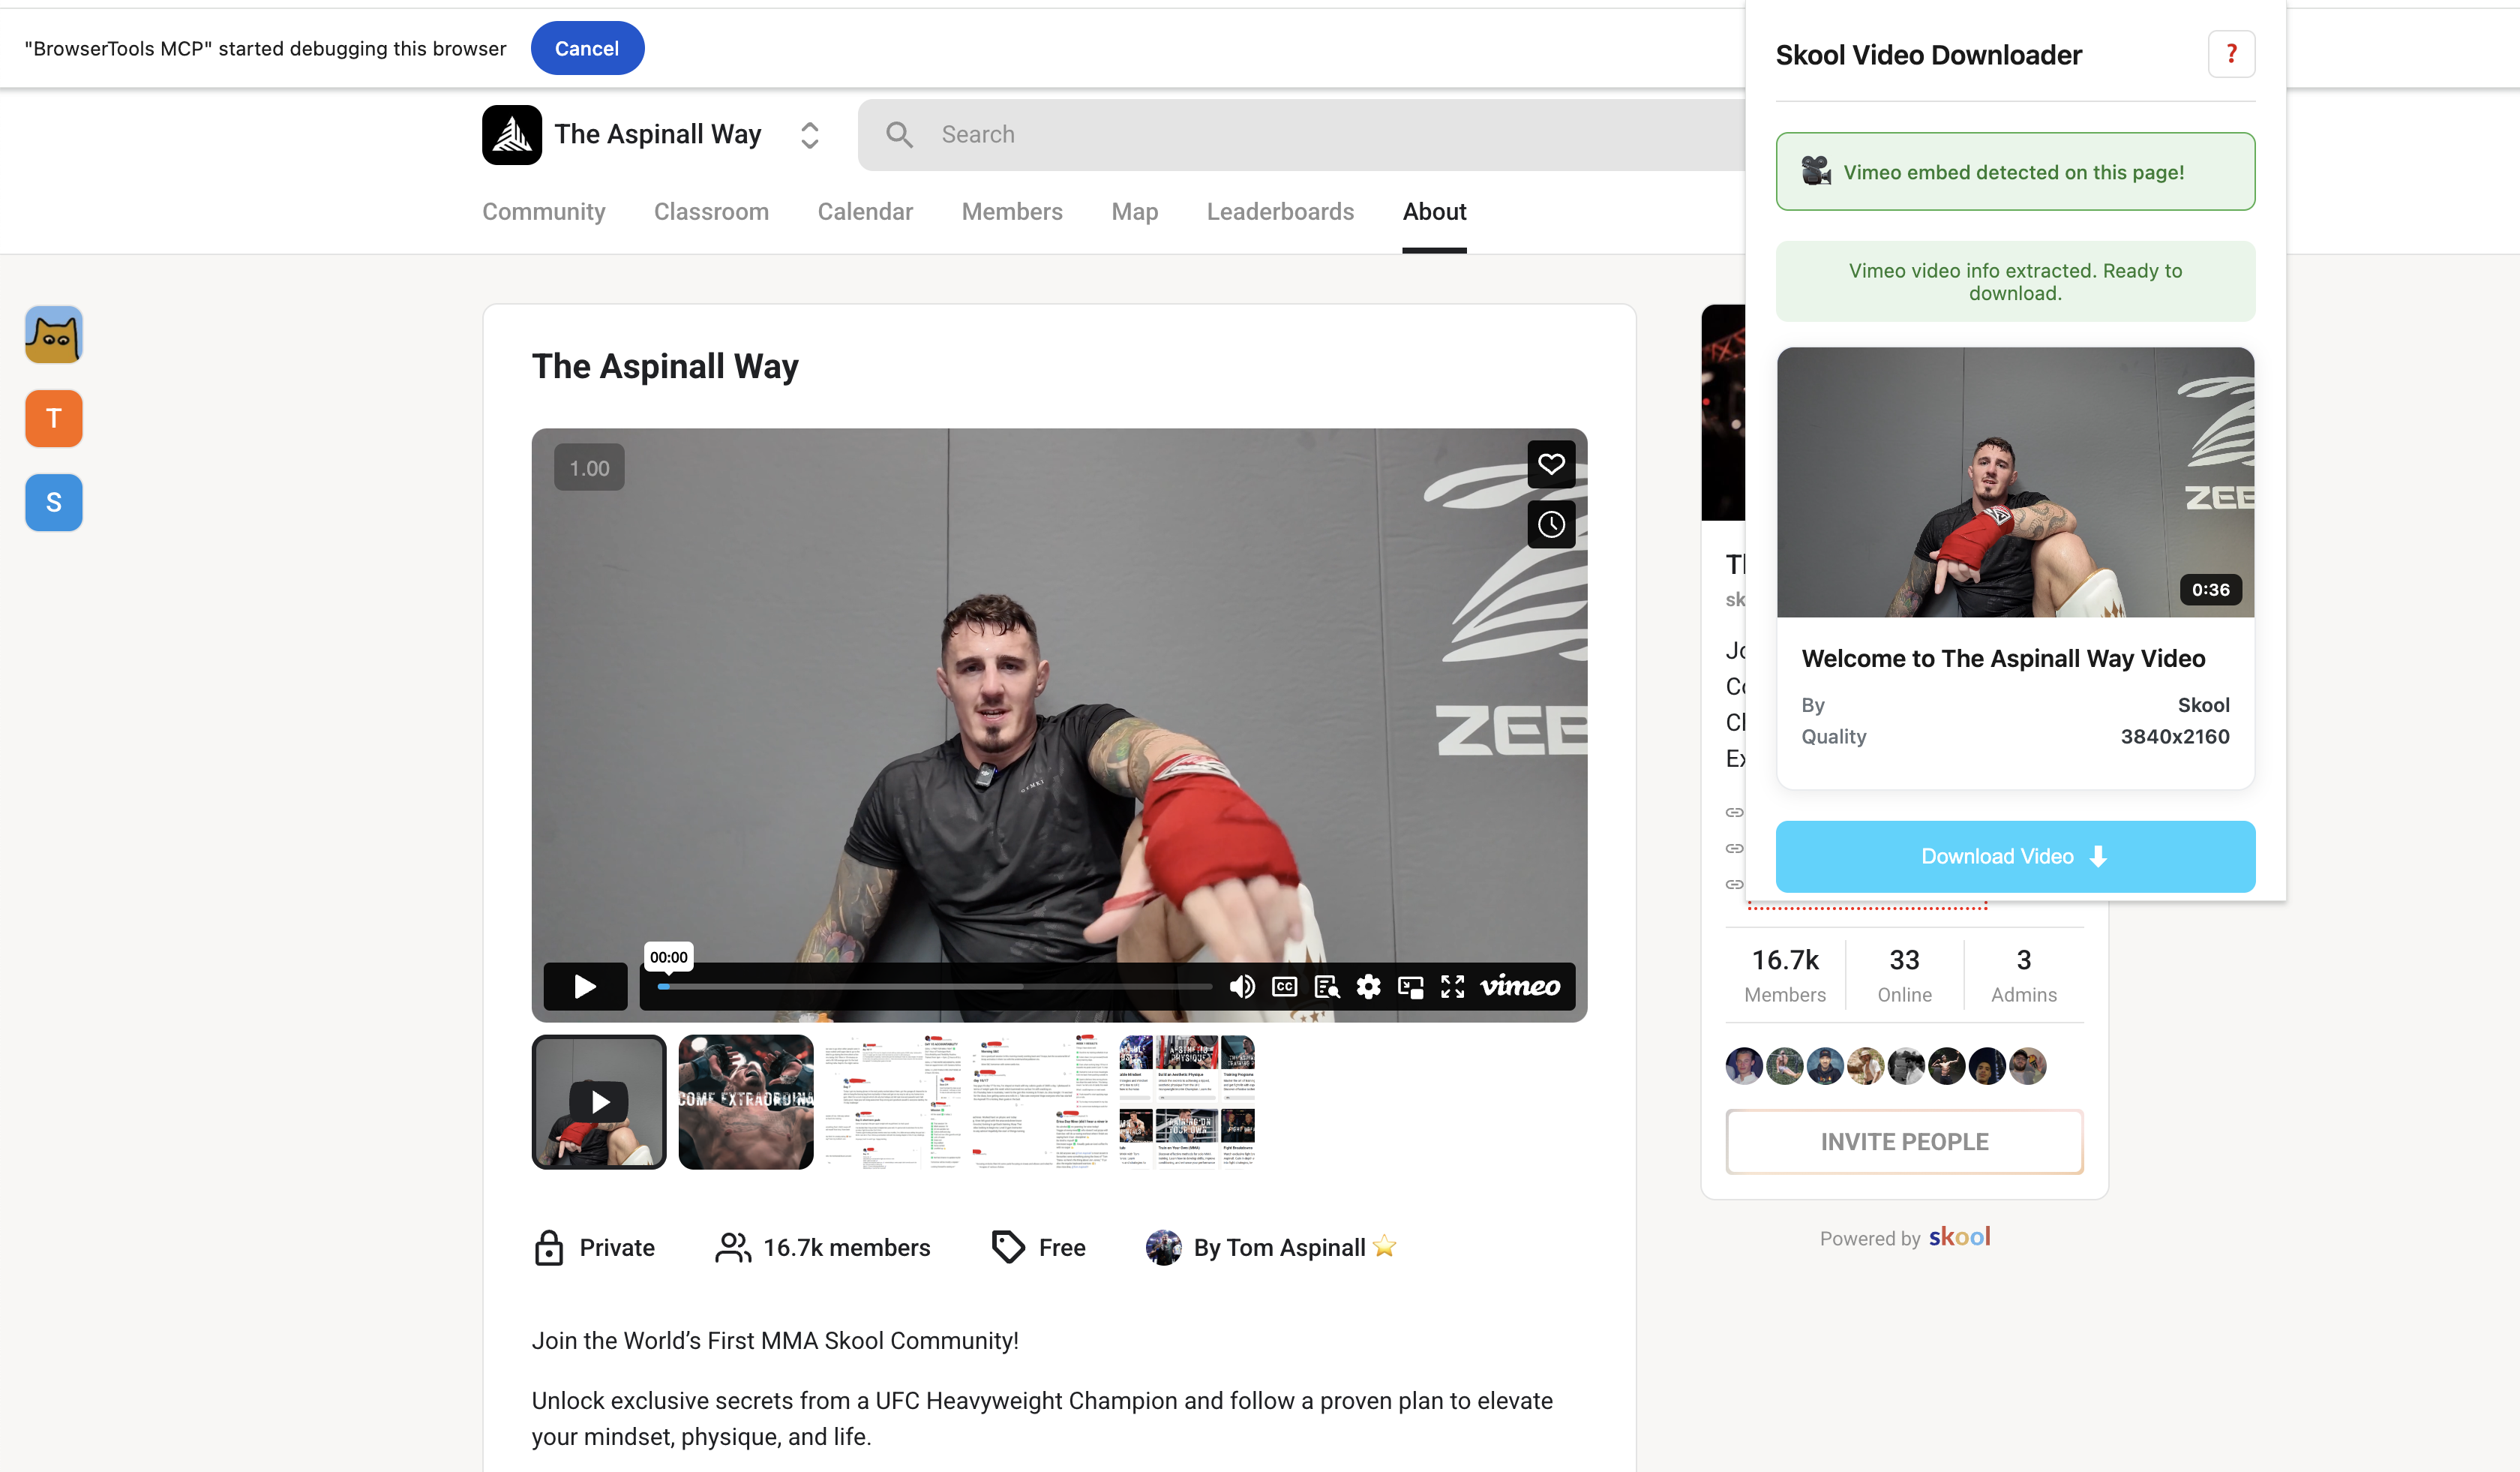 "BrowserTools MCP" started debugging this browser
Cancel
The Aspinall Way
Search
Community
Classroom
Calendar
Members
Map
Leaderboards
About
T
S
The Aspinall Way
1.00
ZEE
00:00
CC
vimeo
COME EXTRAORDINA
Private
16.7k members
Free
By Tom Aspinall
Join the World’s First MMA Skool Community!
Unlock exclusive secrets from a UFC Heavyweight Champion and follow a proven plan to elevate
your mindset, physique, and life.
Skool Video Downloader
?
Vimeo embed detected on this page!
Vimeo video info extracted. Ready to
download.
ZEE
0:36
Welcome to The Aspinall Way Video
By
Skool
Quality
3840x2160
Download Video
16.7k
Members
33
Online
3
Admins
INVITE PEOPLE
Powered by skool